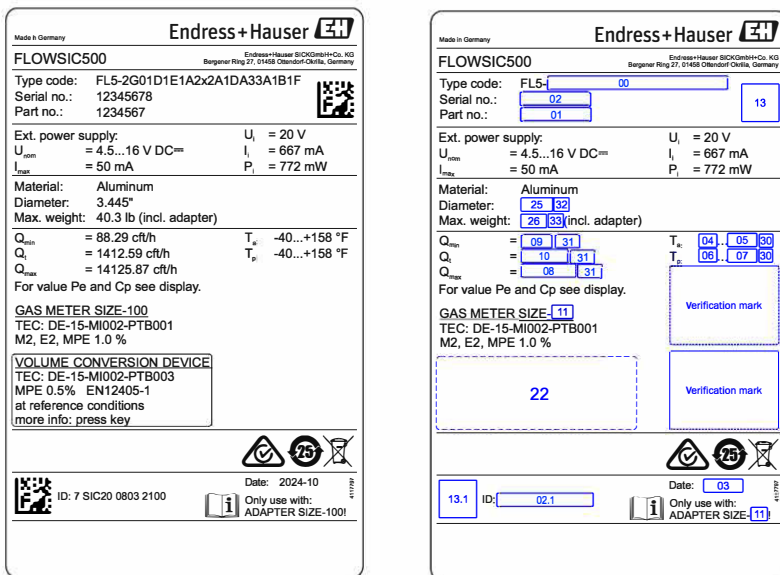 Made in Germany
Endress+Hauser EH
FLOWSIC500
Endress+Hauser SICKGmbH+Co. KG
Bergener Ring 27, 01458 Ottendorf-Okrilla, Germany
Type code: FL5-2G01D1E1A2x2A1DA33A1B1F
Serial no.: 12345678
Part no.: 1234567
Ext. power supply:
Unom = 4.5...16 V DC⎓
Imax = 50 mA
Ui = 20 V
Ii = 667 mA
Pi = 772 mW
Material: Aluminum
Diameter: 3.445"
Max. weight: 40.3 lb (incl. adapter)
Qmin = 88.29 cft/h
Qt = 1412.59 cft/h
Qmax = 14125.87 cft/h
Ta: -40...+158 °F
Tp: -40...+158 °F
For value Pe and Cp see display.
GAS METER SIZE-100
TEC: DE-15-MI002-PTB001
M2, E2, MPE 1.0 %
VOLUME CONVERSION DEVICE
TEC: DE-15-MI002-PTB003
MPE 0.5% EN12405-1
at reference conditions
more info: press key
25
ID: 7 SIC20 0803 2100
Date: 2024-10
i Only use with:
ADAPTER SIZE-100!
4117797
Made in Germany
Endress+Hauser EH
FLOWSIC500
Endress+Hauser SICKGmbH+Co. KG
Bergener Ring 27, 01458 Ottendorf-Okrilla, Germany
Type code: FL5- 00
Serial no.: 02
Part no.: 01
13
Ext. power supply:
Unom = 4.5...16 V DC⎓
Imax = 50 mA
Ui = 20 V
Ii = 667 mA
Pi = 772 mW
Material: Aluminum
Diameter: 25 32
Max. weight: 26 33 (incl. adapter)
Qmin = 09 31
Qt = 10 31
Qmax = 08 31
Ta: 04 ... 05 30
Tp: 06 ... 07 30
For value Pe and Cp see display.
Verification mark
GAS METER SIZE- 11
TEC: DE-15-MI002-PTB001
M2, E2, MPE 1.0 %
22
Verification mark
25
13.1
ID: 02.1
Date: 03
i Only use with:
ADAPTER SIZE- 11 !
4117797